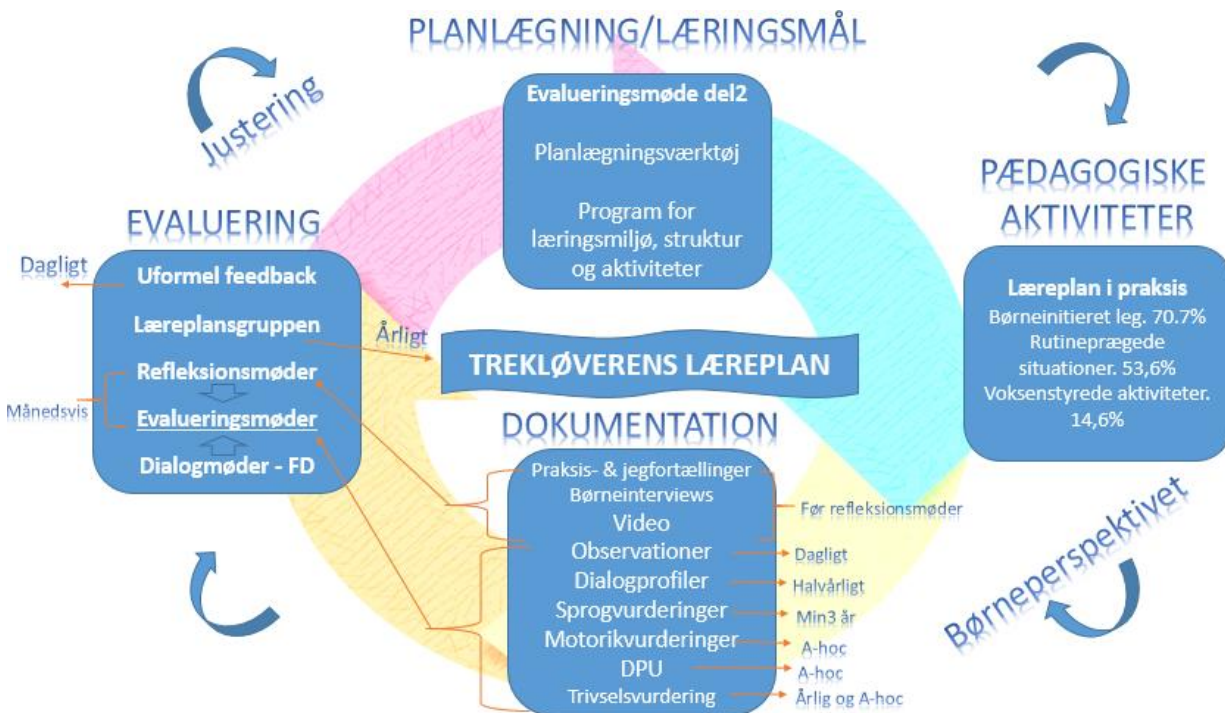 PLANLÆGNING/LÆRINGSMÅL
Justering
Evalueringsmøde del2
Planlægningsværktøj
Program for
læringsmiljø, struktur
og aktiviteter
PÆDAGOGISKE
AKTIVITETER
Læreplan i praksis
Børneinitieret leg. 70.7%
Rutineprægede
situationer. 53,6%
Voksenstyrede aktiviteter.
14,6%
Børneperspektivet
EVALUERING
Dagligt
Uformel feedback
Læreplansgruppen
Årligt
Refleksionsmøder
Månedsvis
Evalueringsmøder
Dialogmøder - FD
TREKLØVERENS LÆREPLAN
DOKUMENTATION
Praksis- & jegfortællinger
Børneinterviews
Video
Før refleksionsmøder
Observationer
Dagligt
Dialogprofiler
Halvårligt
Sprogvurderinger
Min3 år
Motorikvurderinger
A-hoc
DPU
A-hoc
Trivselsvurdering
Årlig og A-hoc